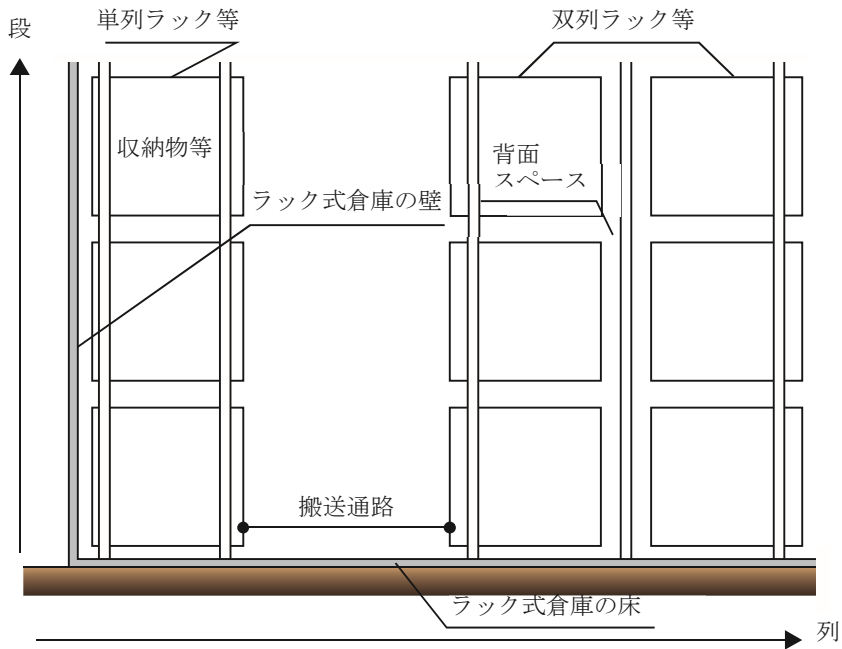 段
単列ラック等
双列ラック等
収納物等
背面
スペース
ラック式倉庫の壁
搬送通路
ラック式倉庫の床
列